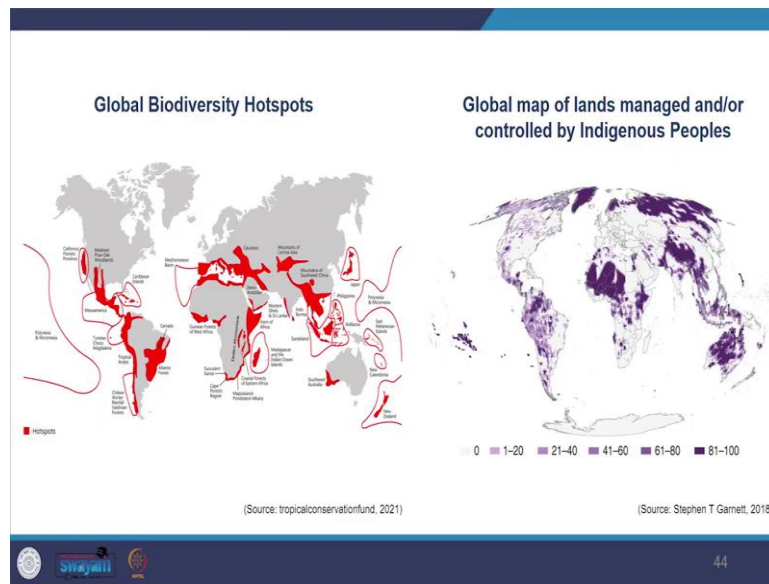 Global Biodiversity Hotspots
California
Floristic
Province
Madrean
Pine-Oak
Woodlands
Caribbean
Islands
Mesoamerica
Polynesia &
Micronesia
Tumbes
Choco
Magdalena
Tropical
Andes
Cerrado
Atlantic
Forest
Chilean
Winter
Rainfall
Valdivian
Forests
Mediterranean
Basin
Caucasus
Mountains of
Central Asia
Mountains of
Southwest China
Japan
Guinean Forests
of West Africa
Horn of
Africa
Western
Ghats
& Sri Lanka
Indo
Burma
Philippines
Polynesia &
Micronesia
Sundaland
Wallacea
East
Melanesian
Islands
Succulent
Karoo
Cape
Floristic
Region
Coastal Forests
of Eastern Africa
Maputaland-
Pondoland-Albany
Madagascar
and the
Indian Ocean
Islands
Southwest
Australia
New
Caledonia
New
Zealand
Hotspots
(Source: tropicalconservationfund, 2021)
Global map of lands managed and/or
controlled by Indigenous Peoples
0 1–20 21–40 41–60 61–80 81–100
(Source: Stephen T Garnett, 2018
swayam
NPTEL
44